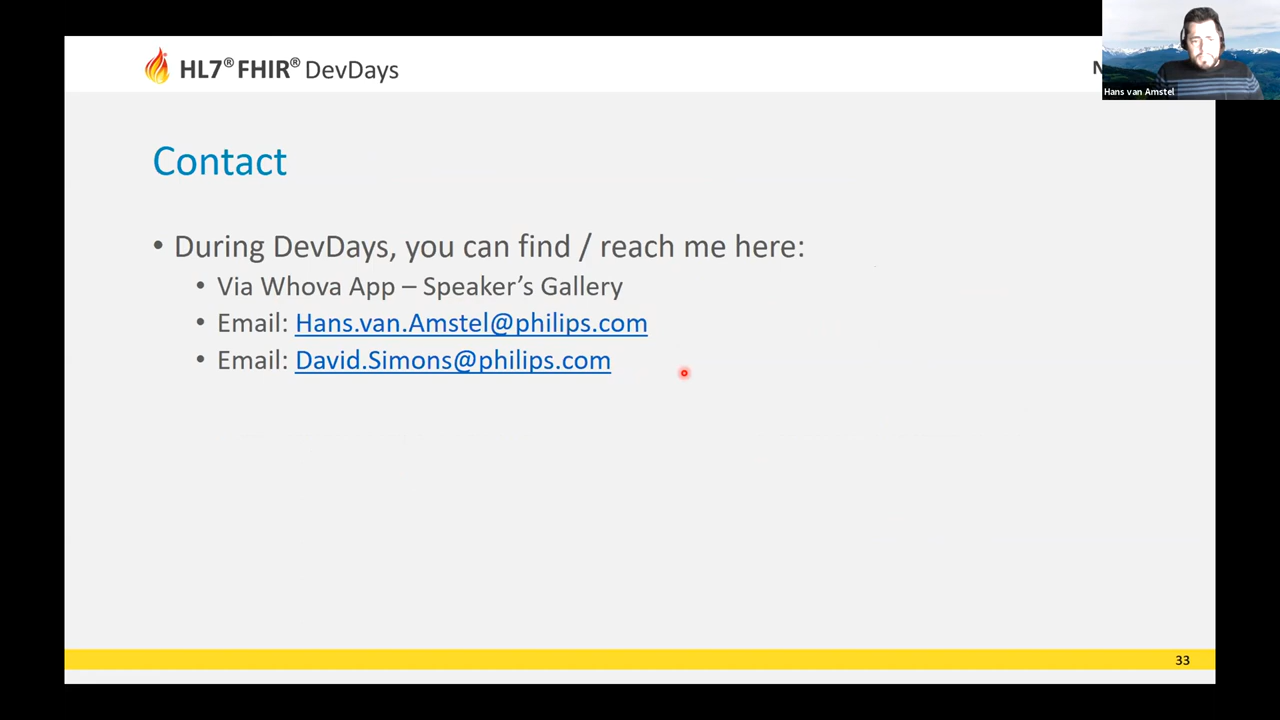 HL7® FHIR® DevDays
Hans van Amstel
Contact
• During DevDays, you can find / reach me here:
• Via Whova App – Speaker's Gallery
• Email: Hans.van.Amstel@philips.com
• Email: David.Simons@philips.com
33